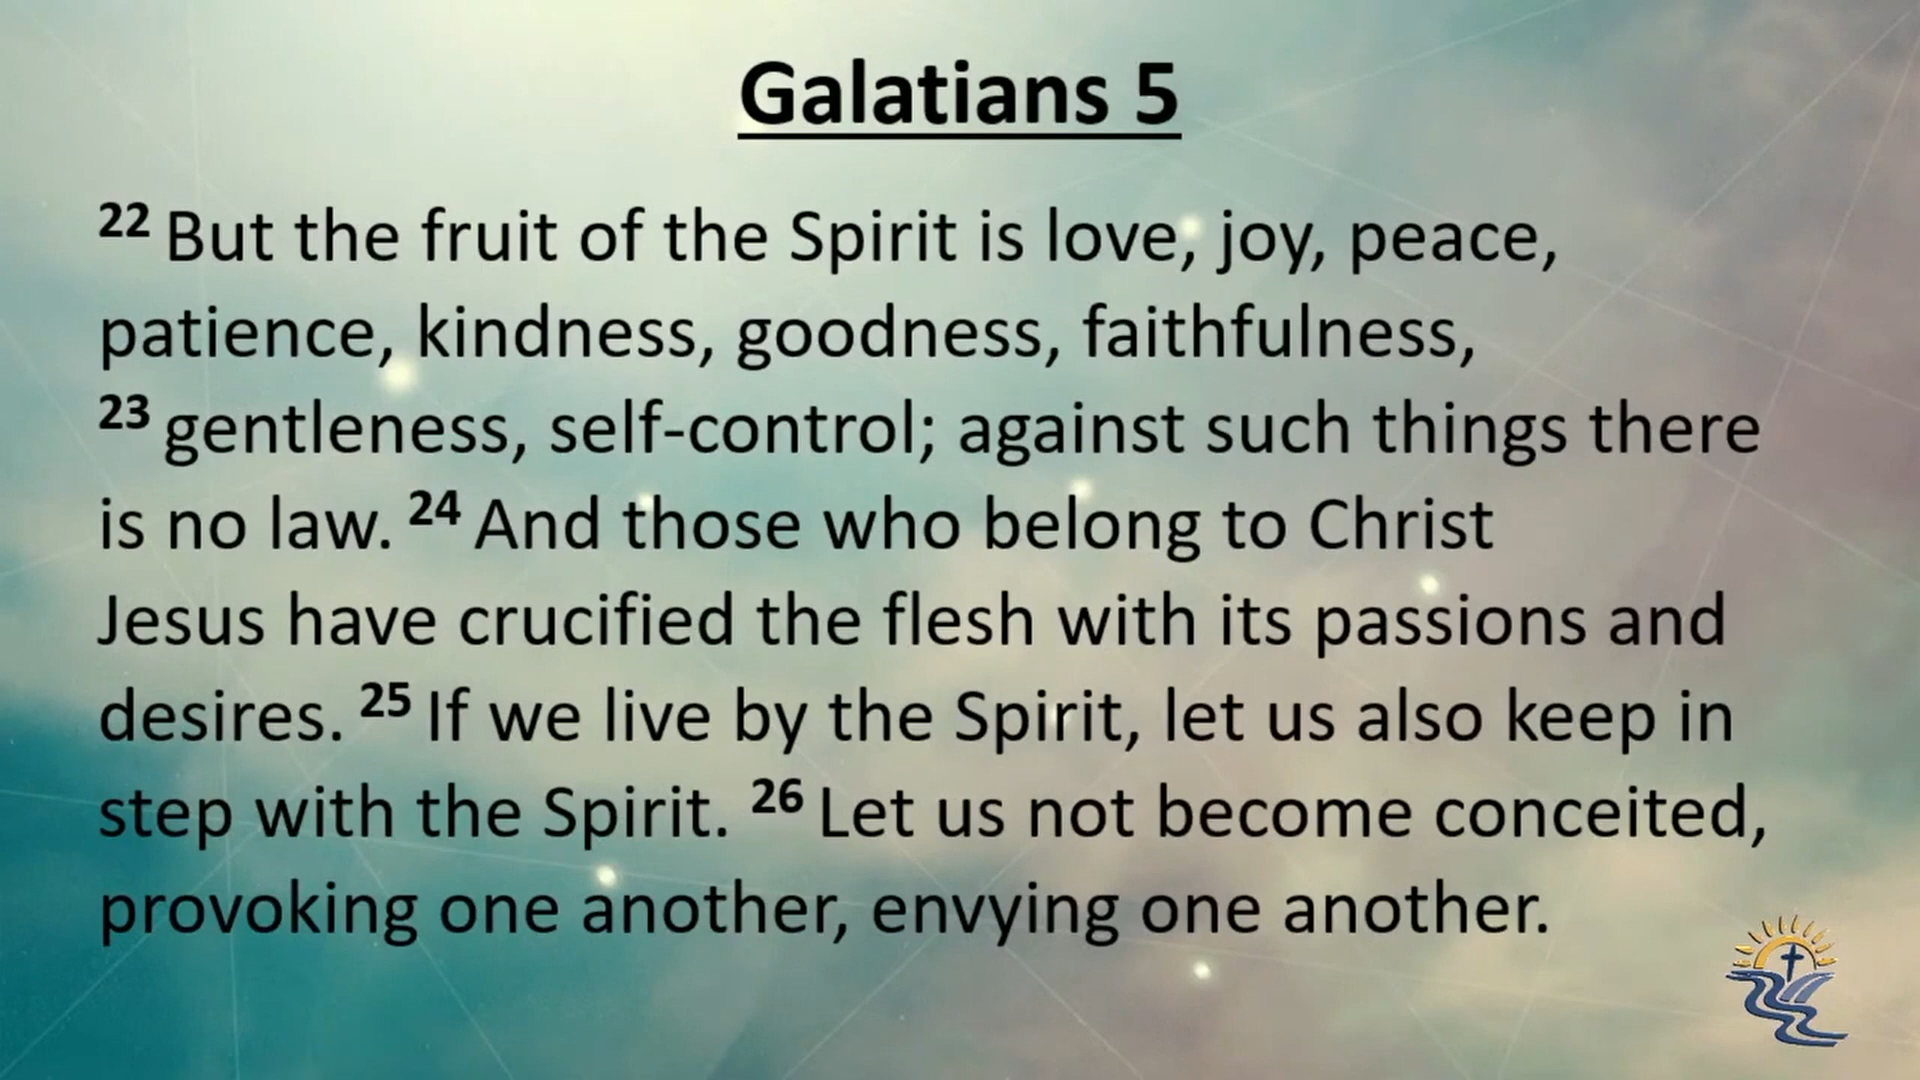 Galatians 5
22 But the fruit of the Spirit is love, joy, peace,
patience, kindness, goodness, faithfulness,
23 gentleness, self-control; against such things there
is no law. 24 And those who belong to Christ
Jesus have crucified the flesh with its passions and
desires. 25 If we live by the Spirit, let us also keep in
step with the Spirit. 26 Let us not become conceited,
provoking one another, envying one another.